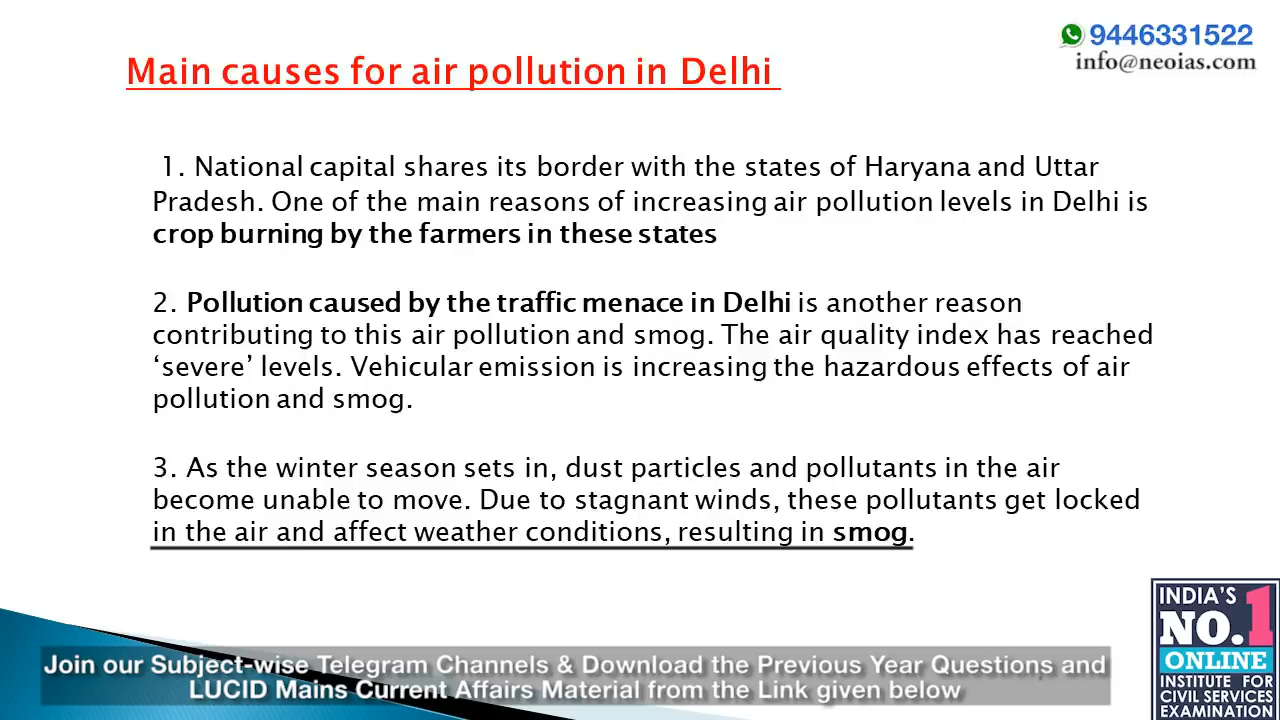 9446331522
info@neoias.com
Main causes for air pollution in Delhi
1. National capital shares its border with the states of Haryana and Uttar
Pradesh. One of the main reasons of increasing air pollution levels in Delhi is
crop burning by the farmers in these states
2. Pollution caused by the traffic menace in Delhi is another reason
contributing to this air pollution and smog. The air quality index has reached
‘severe’ levels. Vehicular emission is increasing the hazardous effects of air
pollution and smog.
3. As the winter season sets in, dust particles and pollutants in the air
become unable to move. Due to stagnant winds, these pollutants get locked
in the air and affect weather conditions, resulting in smog.
INDIA'S
NO.1
ONLINE
INSTITUTE FOR
CIVIL SERVICES
EXAMINATION
Join our Subject-wise Telegram Channels & Download the Previous Year Questions and
LUCID Mains Current Affairs Material from the Link given below